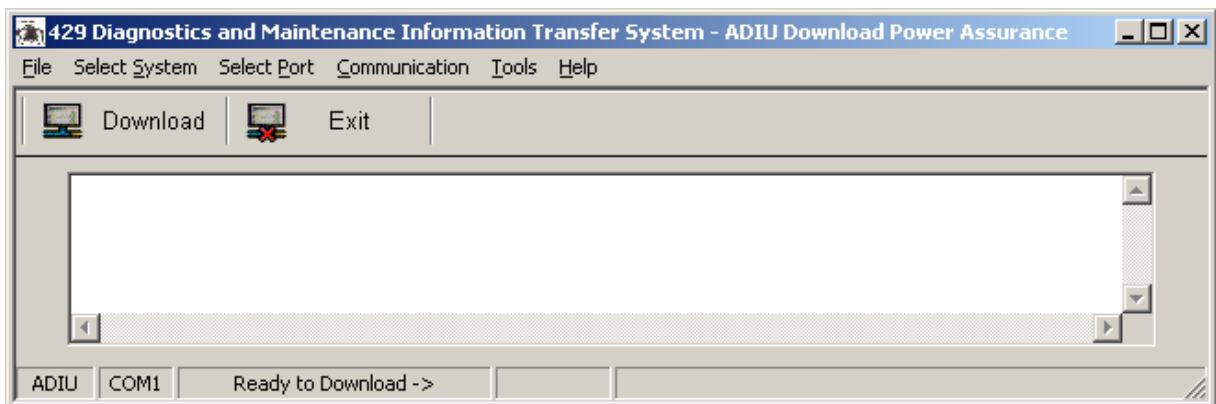 429 Diagnostics and Maintenance Information Transfer System - ADIU Download Power Assurance
File Select System Select Port Communication Tools Help
Download Exit
ADIU COM1 Ready to Download ->